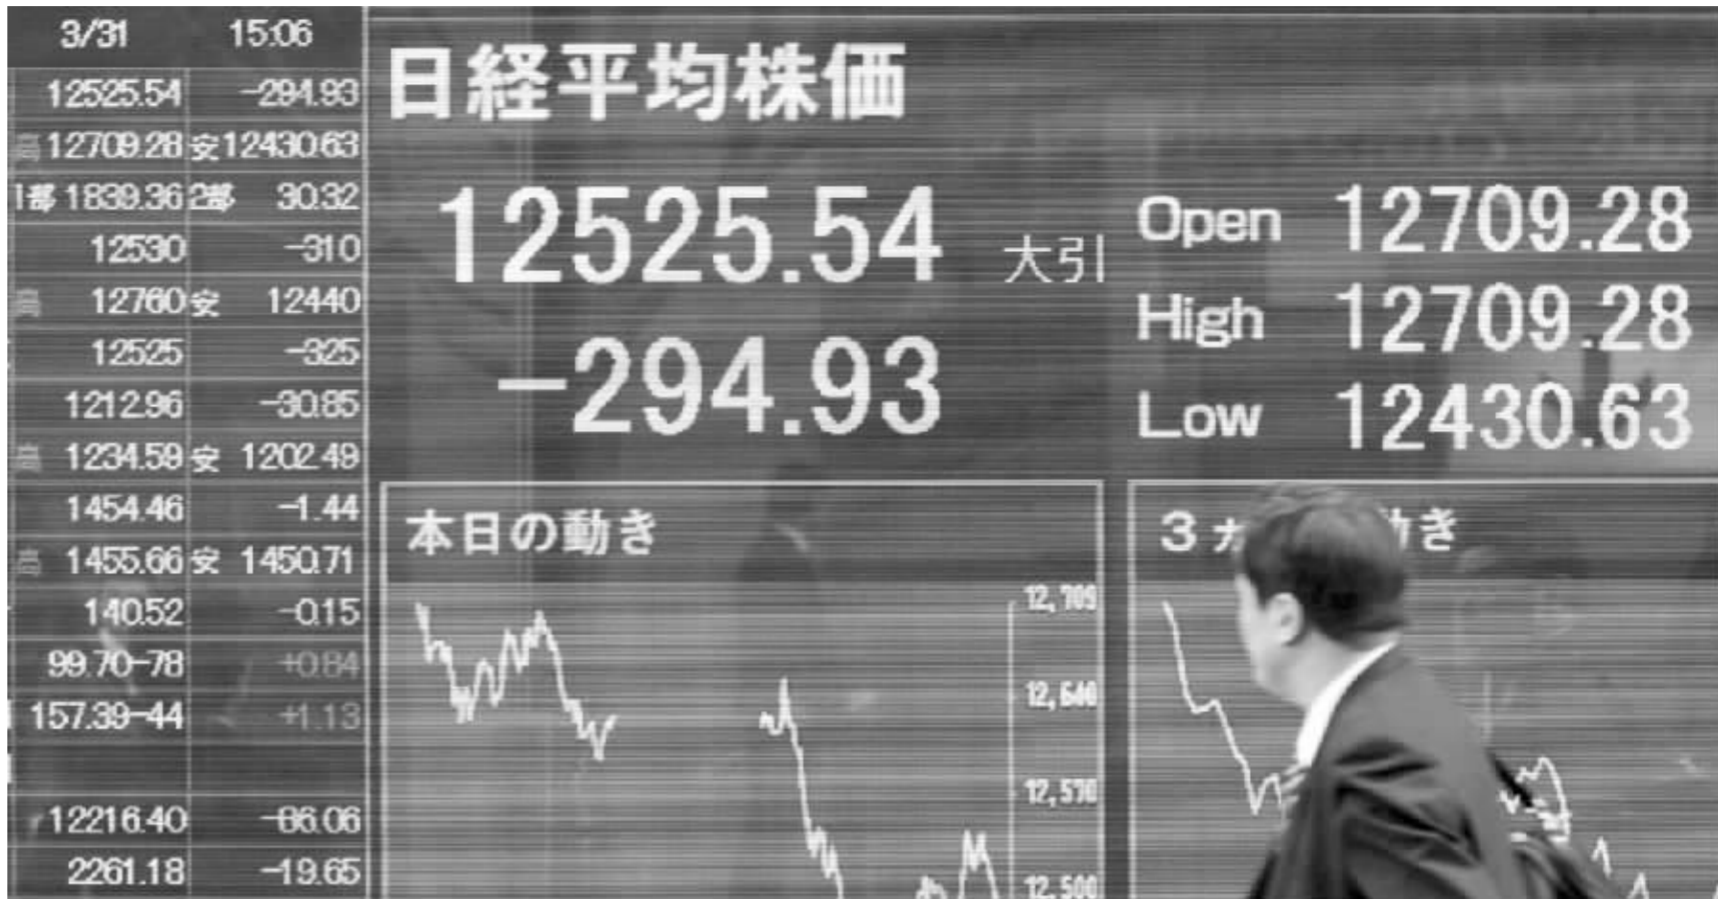 3/31 15:06
12525.54 -294.93
高 12709.28 安 12430.63
1部 1839.36 2部 30.32
12530 -310
高 12760 安 12440
12525 -325
1212.96 -30.85
高 1234.59 安 1202.49
1454.46 -1.44
高 1455.66 安 1450.71
140.52 -0.15
99.70-78 +0.84
157.39-44 +1.13
12216.40 -86.06
2261.18 -19.65
日経平均株価
12525.54 大引
-294.93
Open 12709.28
High 12709.28
Low 12430.63
本日の動き
12,709
12,640
12,570
12,500
3カ 動き